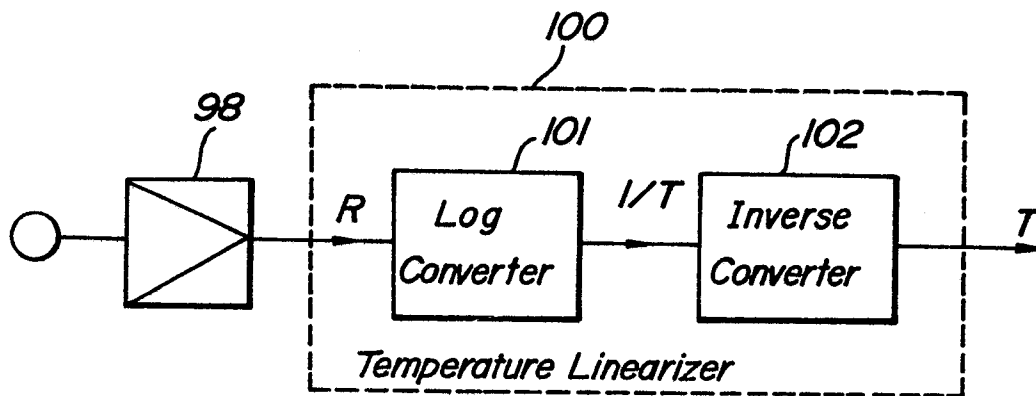 100
98
101
102
R
Log
Converter
1/T
Inverse
Converter
T
Temperature Linearizer